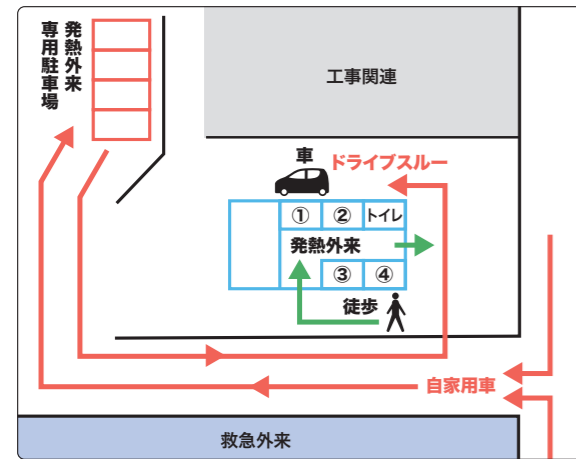 発熱外来
専用駐車場
工事関連
車
ドライブスルー
① ② トイレ
発熱外来
③ ④
徒歩
自家用車
救急外来